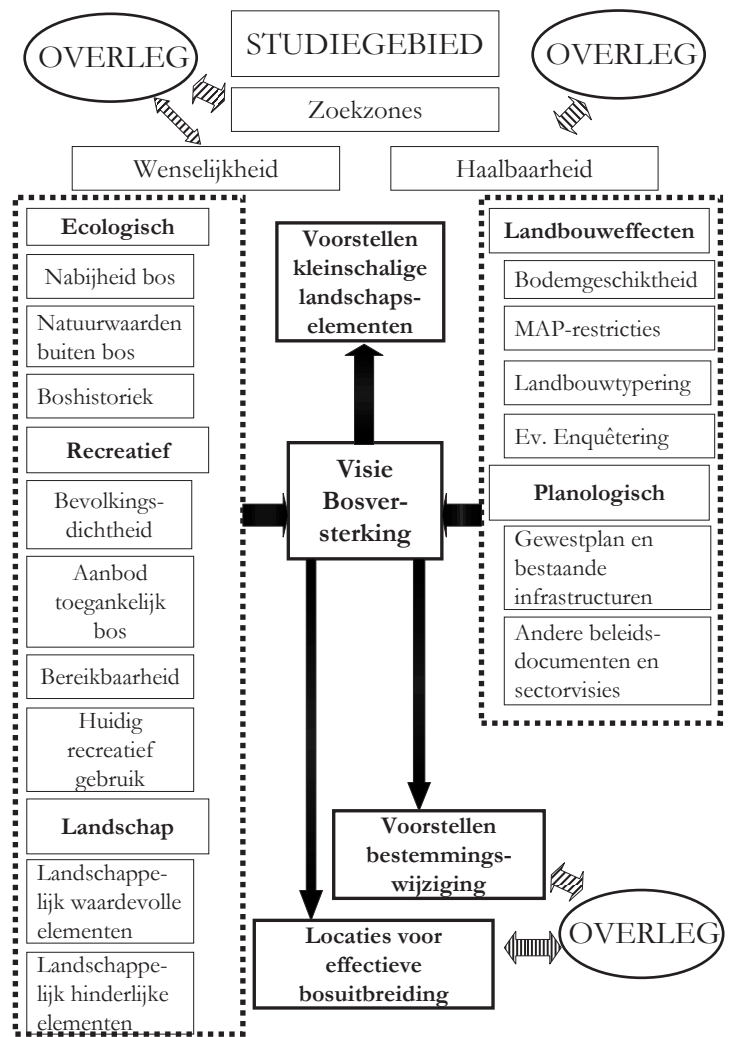 OVERLEG
STUDIEGEBIED
OVERLEG
Zoekzones
Wenselijkheid
Haalbaarheid
Ecologisch
Nabijheid bos
Natuurwaarden
buiten bos
Boshistoriek
Recreatief
Bevolkings-
dichtheid
Aanbod
toegankelijk
bos
Bereikbaarheid
Huidig
recreatief
gebruik
Landschap
Landschappe-
lijk waardevolle
elementen
Landschappe-
lijk hinderlijke
elementen
Voorstellen
kleinschalige
landschaps-
elementen
Visie
Bosver-
sterking
Landbouweffecten
Bodemgeschiktheid
MAP-restricties
Landbouwtypering
Ev. Enquêtering
Planologisch
Gewestplan en
bestaande
infrastructuren
Andere beleids-
documenten en
sectorvisies
Voorstellen
bestemmings-
wijziging
Locaties voor
effectieve
bosuitbreiding
OVERLEG